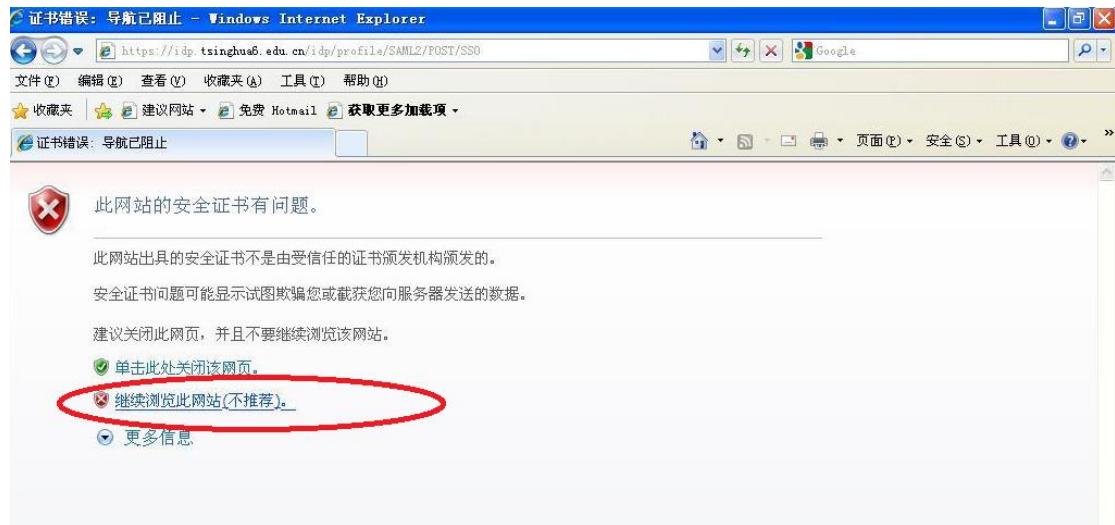 证书错误: 导航已阻止 - Windows Internet Explorer
https://idp.tsinghua6.edu.cn/idp/profile/SAML2/POST/SSO
Google
文件(F) 编辑(E) 查看(V) 收藏夹(A) 工具(T) 帮助(H)
收藏夹 建议网站 免费 Hotmail 获取更多加载项
证书错误: 导航已阻止
页面(P) 安全(S) 工具(O) »
此网站的安全证书有问题。
此网站出具的安全证书不是由受信任的证书颁发机构颁发的。
安全证书问题可能显示试图欺骗您或截获您向服务器发送的数据。
建议关闭此网页，并且不要继续浏览该网站。
单击此处关闭该网页。
继续浏览此网站(不推荐)。
更多信息